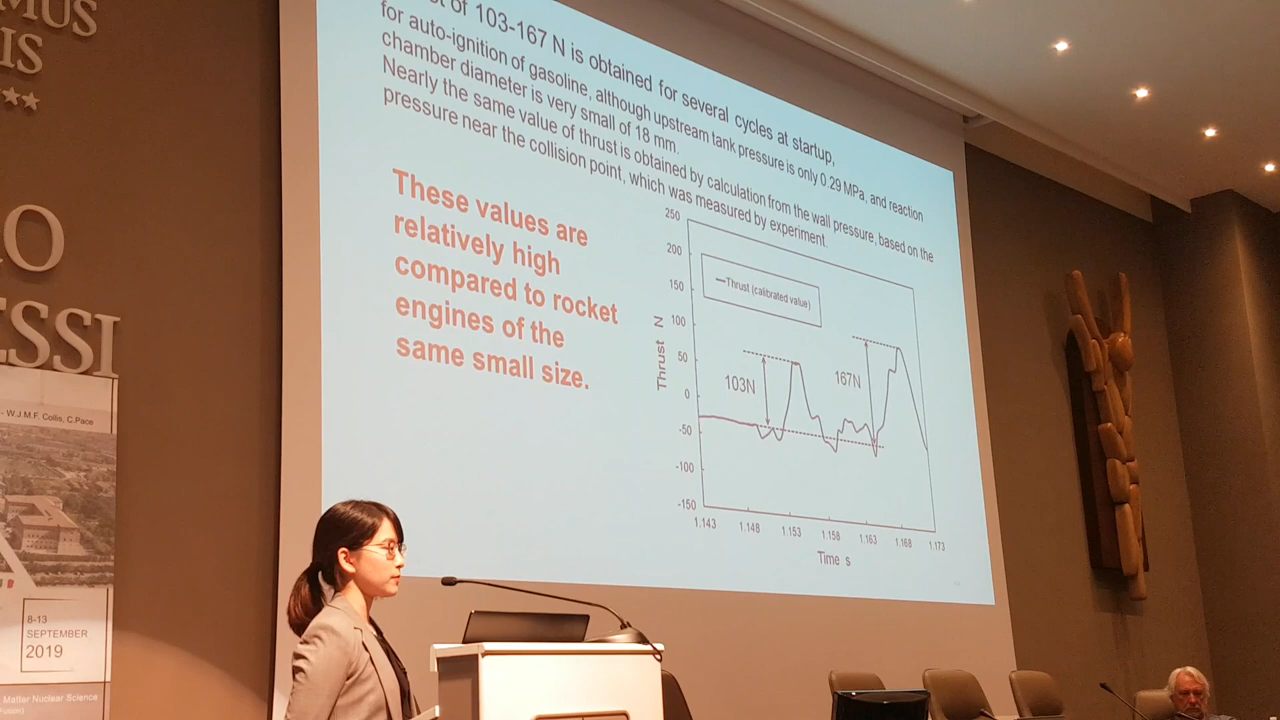 MUS
IS
RO
ESSI
- W.J.M.F. Collis, C.Pace
8-13
SEPTEMBER
2019
Matter Nuclear Science
Fusion)
of 103-167 N is obtained for several cycles at startup,
for auto-ignition of gasoline, although upstream tank pressure is only 0.29 MPa, and reaction
chamber diameter is very small of 18 mm.
Nearly the same value of thrust is obtained by calculation from the wall pressure, based on the
pressure near the collision point, which was measured by experiment.
These values are
relatively high
compared to rocket
engines of the
same small size.
250
200
150
100
50
0
-50
-100
-150
Thrust N
Thrust (calibrated value)
103N
167N
1.143 1.148 1.153 1.158 1.163 1.168 1.173
Time s